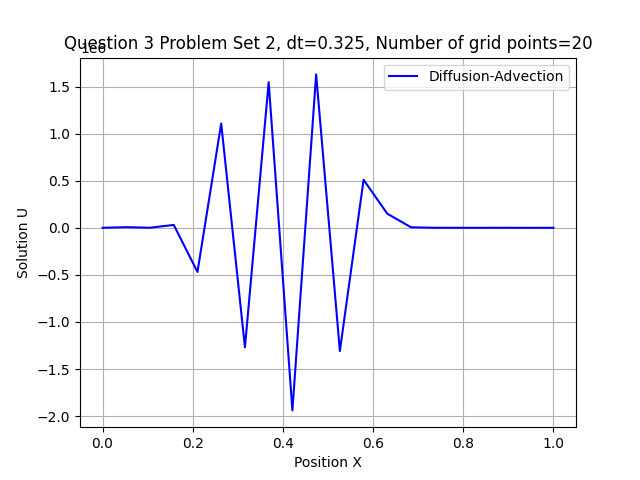 Question 3 Problem Set 2, dt=0.325, Number of grid points=20
1e6
Diffusion-Advection
1.5
1.0
0.5
0.0
−0.5
−1.0
−1.5
−2.0
Solution U
0.0 0.2 0.4 0.6 0.8 1.0
Position X